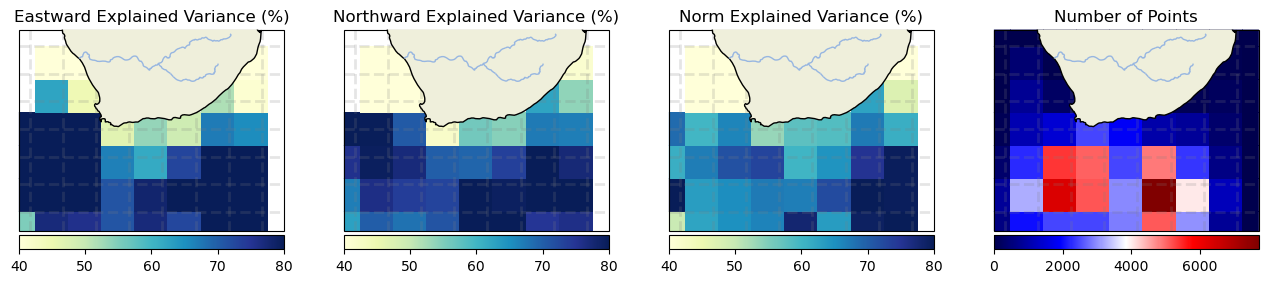 Eastward Explained Variance (%)
Northward Explained Variance (%)
Norm Explained Variance (%)
Number of Points
40 50 60 70 80
40 50 60 70 80
40 50 60 70 80
0 2000 4000 6000